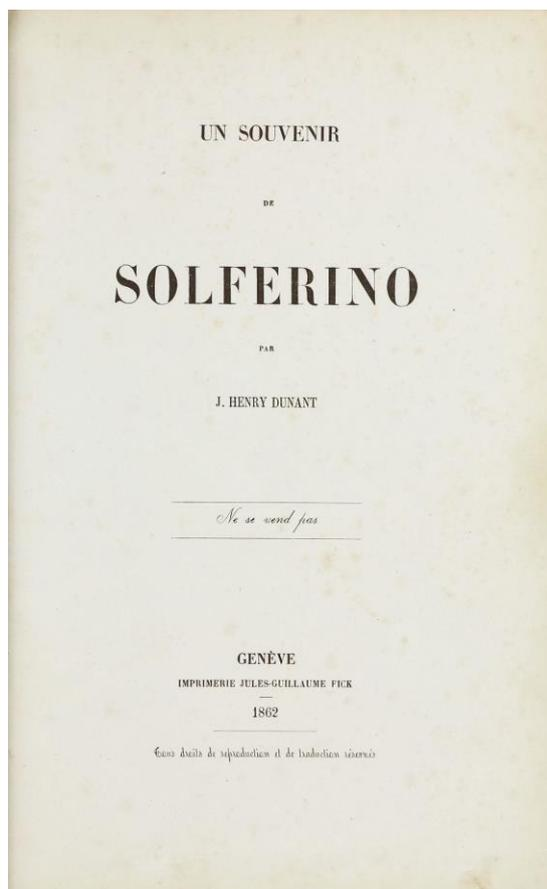 UN SOUVENIR
DE
SOLFERINO
PAR
J. HENRY DUNANT
Ne se vend pas
GENÈVE
IMPRIMERIE JULES-GUILLAUME FICK
1862
Tous droits de reproduction et de traduction réservés